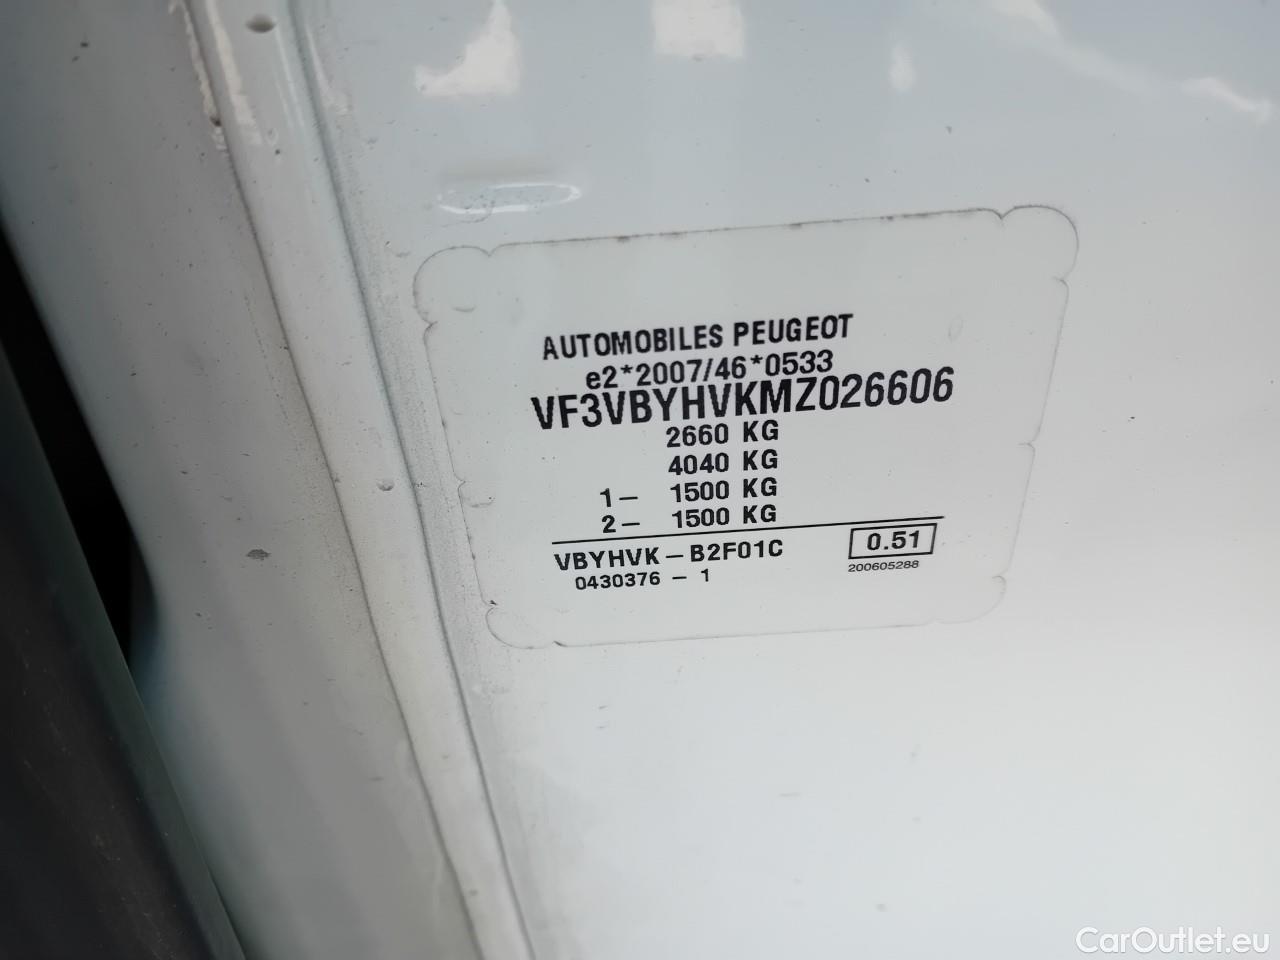 AUTOMOBILES PEUGEOT
e2*2007/46*0533
VF3VBYHVKMZ026606
2660 KG
4040 KG
1- 1500 KG
2- 1500 KG
VBYHVK-B2F01C 0.51
0430376-1 200605288
CarOutlet.eu